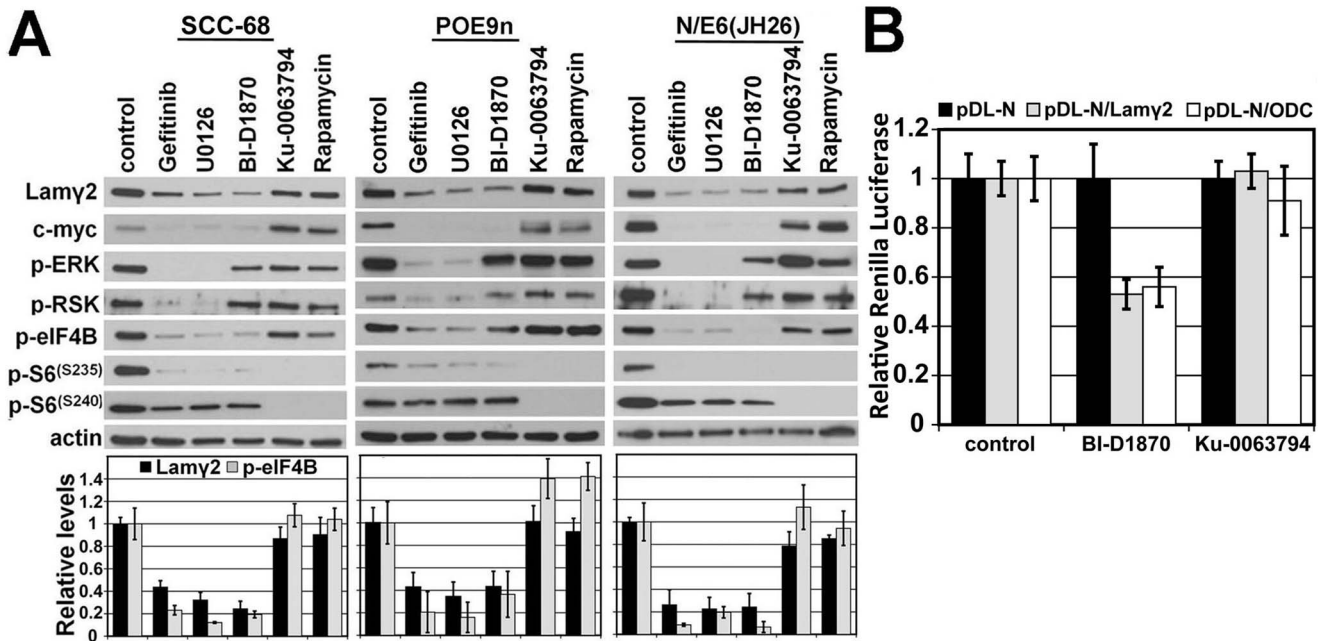 A
SCC-68
POE9n
N/E6(JH26)
control
Gefitinib
U0126
BI-D1870
Ku-0063794
Rapamycin
control
Gefitinib
U0126
BI-D1870
Ku-0063794
Rapamycin
control
Gefitinib
U0126
BI-D1870
Ku-0063794
Rapamycin
Lamγ2
c-myc
p-ERK
p-RSK
p-eIF4B
p-S6(S235)
p-S6(S240)
actin
Lamγ2 p-eIF4B
Relative levels
1.4
1.2
1
0.8
0.6
0.4
0.2
0
B
pDL-N pDL-N/Lamγ2 pDL-N/ODC
Relative Renilla Luciferase
1.2
1
0.8
0.6
0.4
0.2
0
control BI-D1870 Ku-0063794